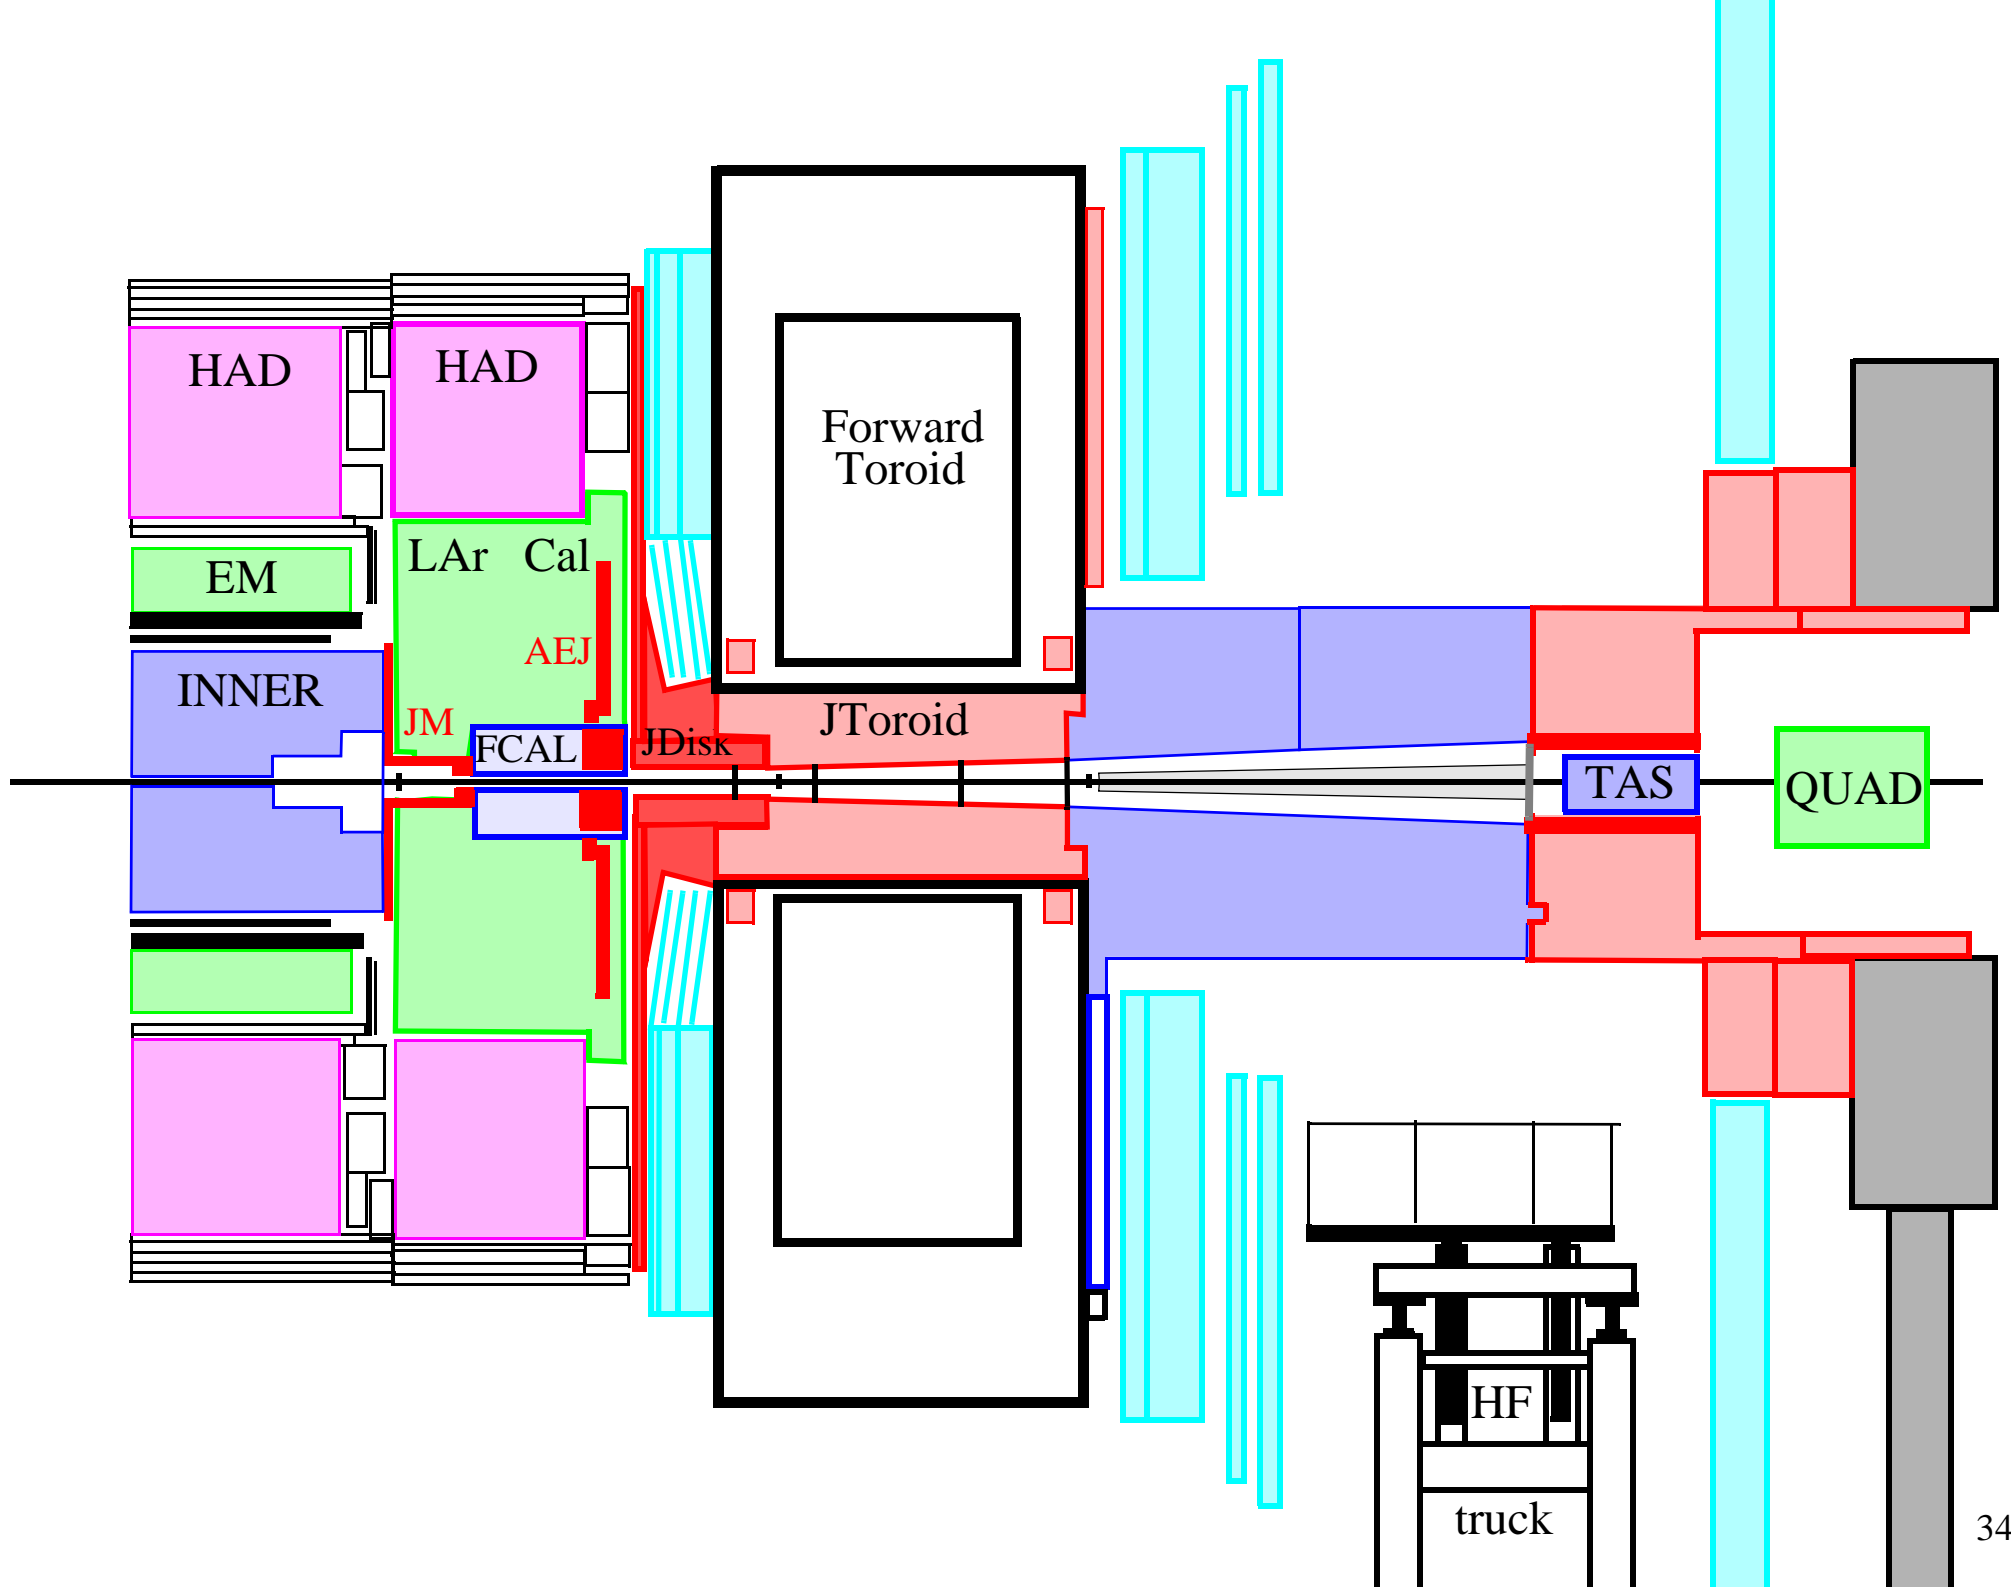 HAD
HAD
Forward
Toroid
LAr Cal
EM
AEJ
INNER
JM
JToroid
FCAL
JDisk
TAS
QUAD
HF
truck
34